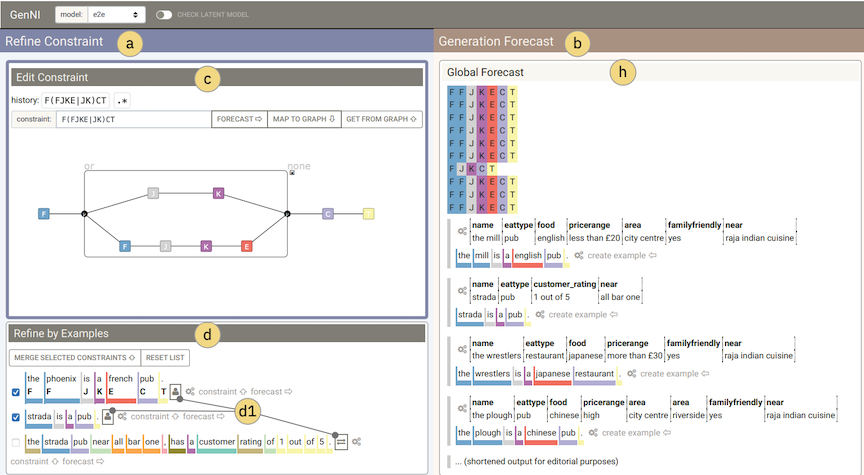 GenNI model: e2e CHECK LATENT MODEL
Refine Constraint a
Edit Constraint c
history: F(FJKE|JK)CT .*
constraint: F(FJKE|JK)CT FORECAST ⇨ MAP TO GRAPH ⇩ GET FROM GRAPH ⇧
or none
J K
F P P C T
F J K E
Refine by Examples d
MERGE SELECTED CONSTRAINTS ⇧ RESET LIST
the phoenix is a french pub .
F F J K E C T constraint ⇧ forecast ⇨
d1
strada is a pub . constraint ⇧ forecast ⇨
the strada pub near all bar one , has a customer rating of 1 out of 5 .
constraint ⇧ forecast ⇨
Generation Forecast b
Global Forecast h
F F J K E C T
F F J K E C T
F F J K E C T
F F J K E C T
F F J K E C T
F F J K E C T
F J K C T
F F J K E C T
F F J K E C T
F F J K E C T
name eattype food pricerange area familyfriendly near
the mill pub english less than £20 city centre yes raja indian cuisine
the mill is a english pub . create example ⇦
name eattype customer_rating near
strada pub 1 out of 5 all bar one
strada is a pub . create example ⇦
name eattype food pricerange familyfriendly near
the wrestlers restaurant japanese more than £30 yes raja indian cuisine
the wrestlers is a japanese restaurant . create example ⇦
name eattype food pricerange area area familyfriendly near
the plough pub chinese high city centre riverside yes raja indian cuisine
the plough is a chinese pub . create example ⇦
... (shortened output for editorial purposes)